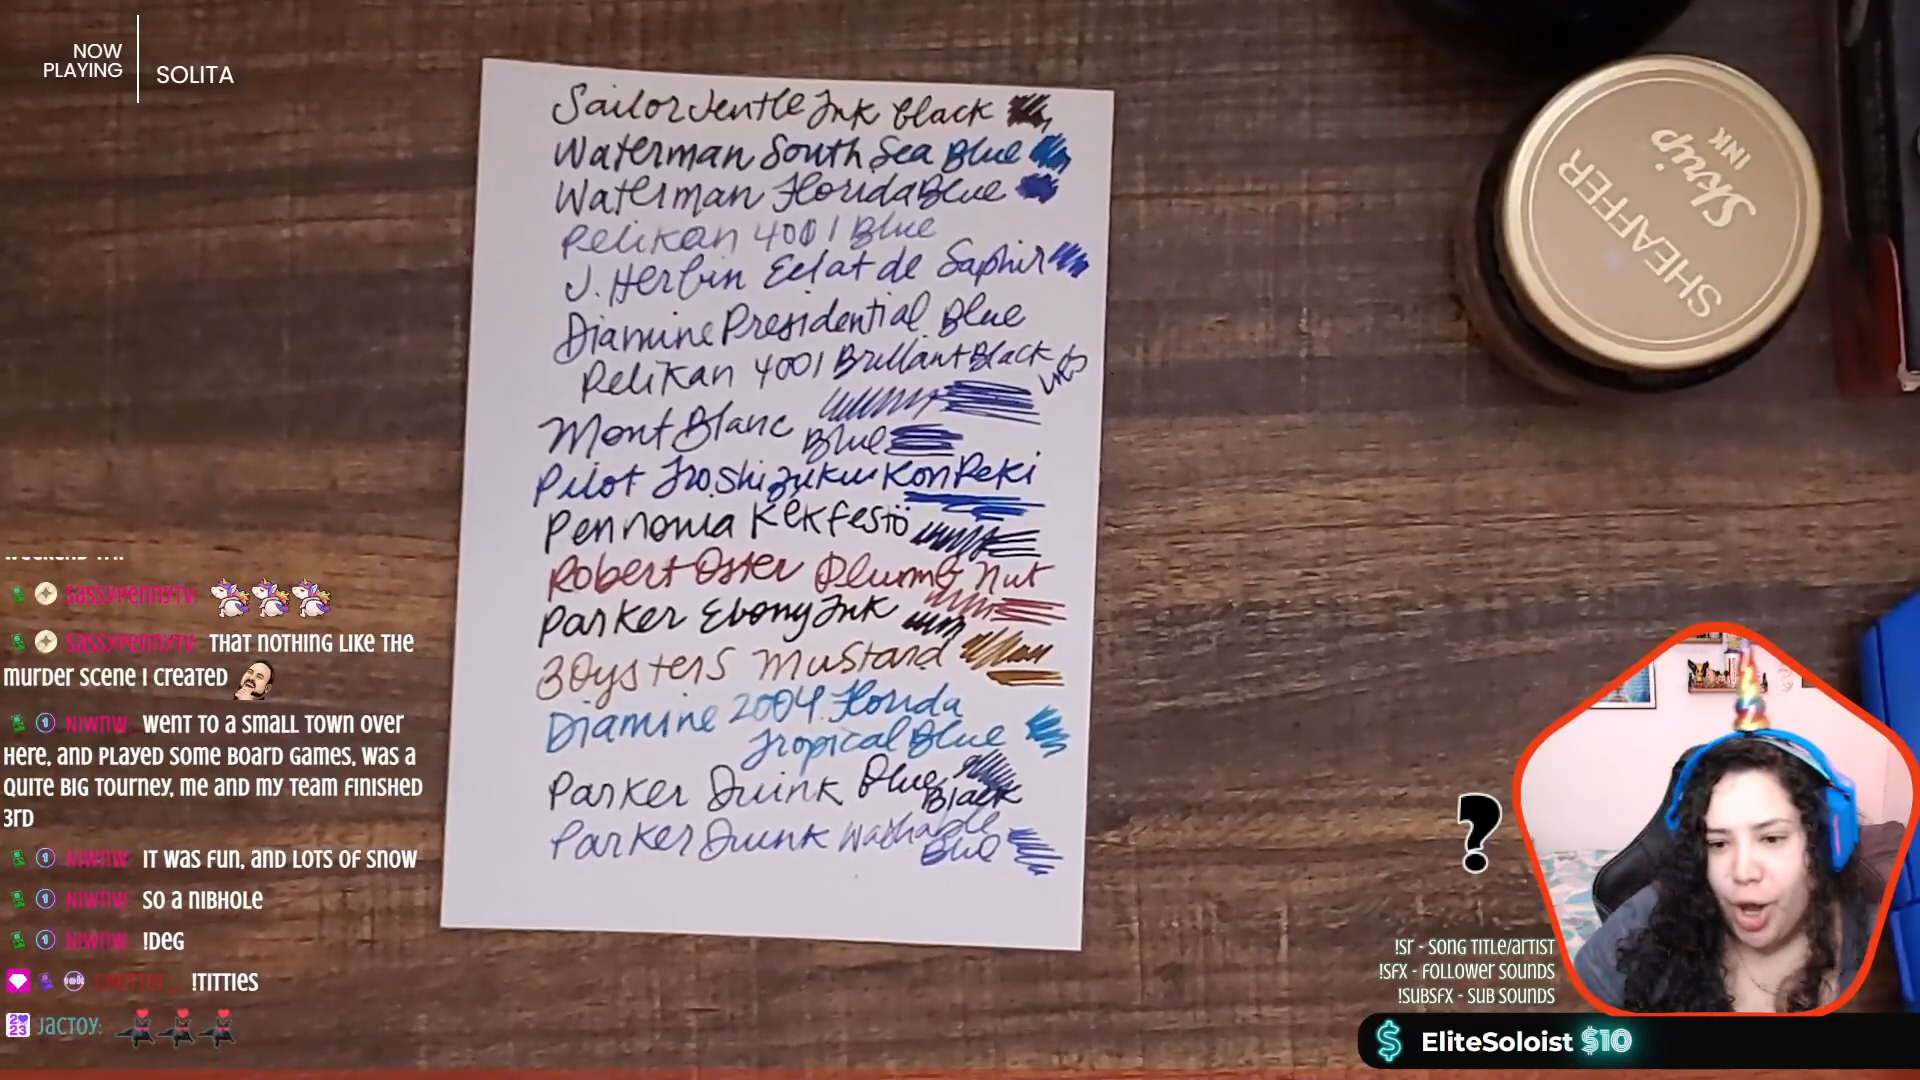 NOW
PLAYING
SOLITA
Sailor Jentle Ink Black
Waterman South Sea Blue
Waterman Florida Blue
Pelikan 4001 Blue
J. Herbin Eclat de Saphir
Diamine Presidential Blue
Pelikan 4001 Brillant Black
Mont Blanc
Blue
Pilot Iroshizuku Kon Peki
Pennonia Kékfestö
Robert Oster Plumb Nut
Parker Ebony Ink
3 Oysters Mustard
Diamine 2004 Florida
Tropical Blue
Parker Quink Blue
Black
Parker Quink Washable
Blue
SHEAFFER
Skrip
INK
SASSYPENNYTV
SASSYPENNYTV THAT NOTHING LIKE THE
MURDER SCENE I CREATED
NIWNW WENT TO A SMALL TOWN OVER
HERE, AND PLAYED SOME BOARD GAMES, WAS A
QUITE BIG TOURNEY, ME AND MY TEAM FINISHED
3RD
NIWNW IT WAS FUN, AND LOTS OF SNOW
NIWNW SO A NIBHOLE
NIWNW !DEG
!TITTIES
JACTOY:
?
!SR - SONG TITLE/ARTIST
!SFX - FOLLOWER SOUNDS
!SUBSFX - SUB SOUNDS
$ EliteSoloist $10